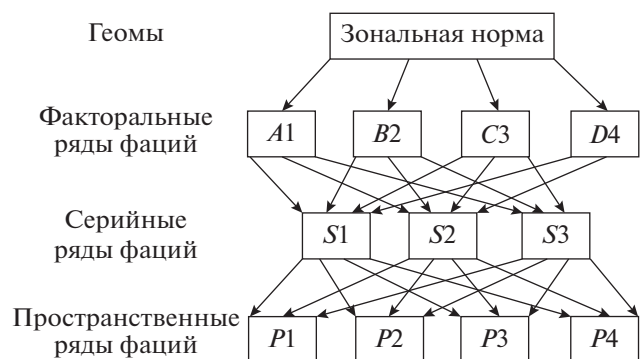 Геомы
Зональная норма
Факторальные
ряды фаций
A1 B2 C3 D4
Серийные
ряды фаций
S1 S2 S3
Пространственные
ряды фаций
P1 P2 P3 P4